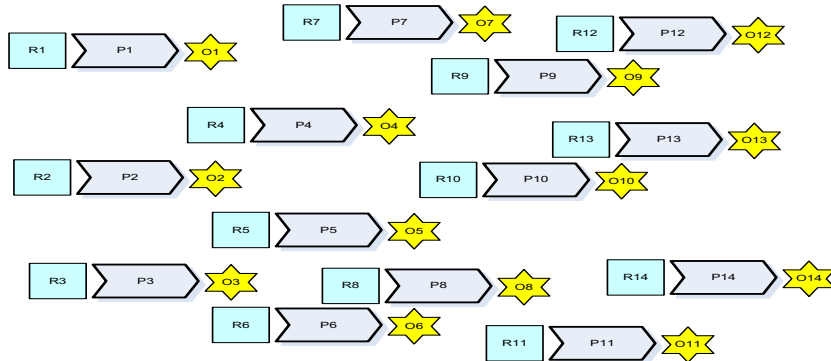 R7 P7 O7
R12 P12 O12
R1 P1 O1
R9 P9 O9
R4 P4 O4
R13 P13 O13
R2 P2 O2
R10 P10 O10
R5 P5 O5
R3 P3 O3
R8 P8 O8
R14 P14 O14
R6 P6 O6
R11 P11 O11